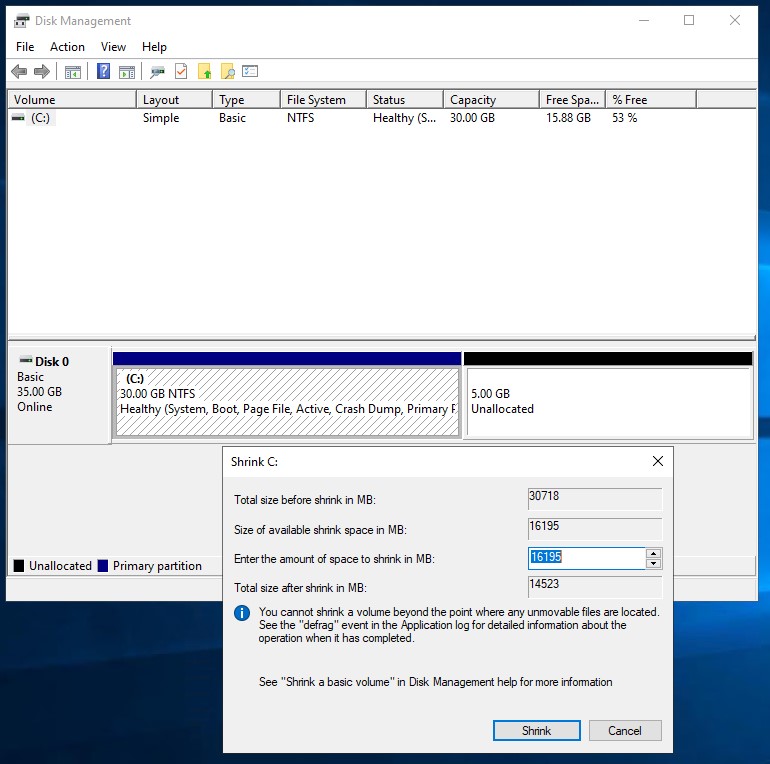 Disk Management
File Action View Help
Volume Layout Type File System Status Capacity Free Spa... % Free
(C:) Simple Basic NTFS Healthy (S... 30.00 GB 15.88 GB 53 %
Disk 0
Basic
35.00 GB
Online
(C:)
30.00 GB NTFS
Healthy (System, Boot, Page File, Active, Crash Dump, Primary P
5.00 GB
Unallocated
Unallocated Primary partition
Shrink C:
Total size before shrink in MB: 30718
Size of available shrink space in MB: 16195
Enter the amount of space to shrink in MB: 16195
Total size after shrink in MB: 14523
You cannot shrink a volume beyond the point where any unmovable files are located.
See the "defrag" event in the Application log for detailed information about the
operation when it has completed.
See "Shrink a basic volume" in Disk Management help for more information
Shrink Cancel